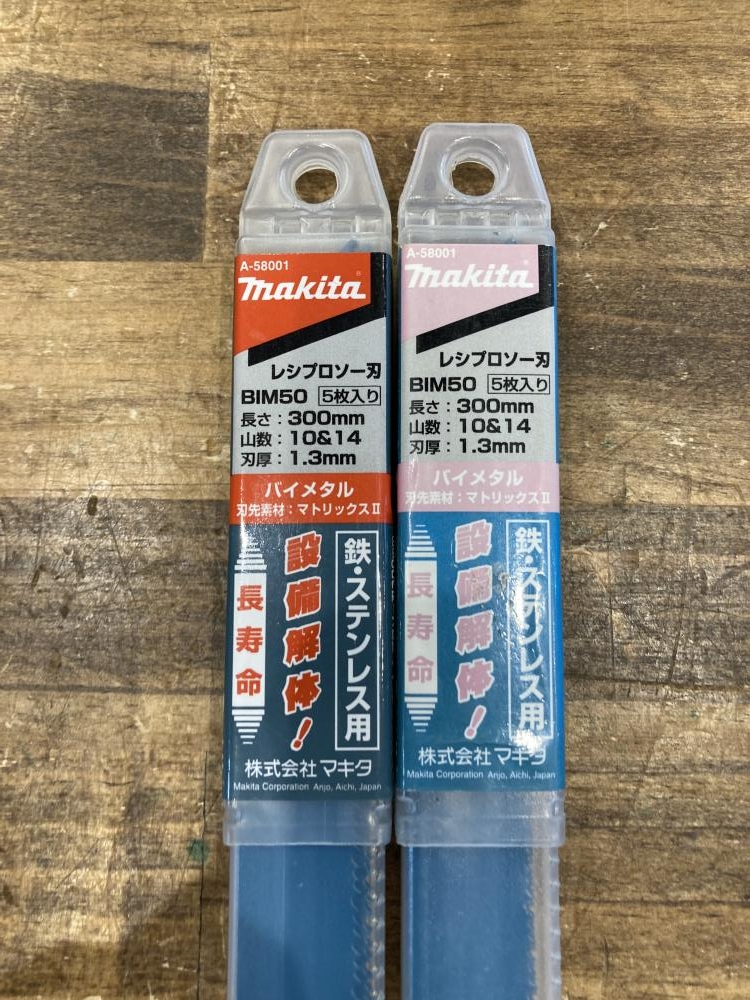 A-58001
makita
レシプロソー刃
BIM50 5枚入り
長さ：300mm
山数：10&14
刃厚：1.3mm
バイメタル
刃先素材：マトリックスⅡ
鉄・ステンレス用
設備解体！
長寿命
株式会社マキタ
Makita Corporation Anjo, Aichi, Japan
A-58001
makita
レシプロソー刃
BIM50 5枚入り
長さ：300mm
山数：10&14
刃厚：1.3mm
バイメタル
刃先素材：マトリックスⅡ
鉄・ステンレス用
設備解体！
長寿命
株式会社マキタ
Makita Corporation Anjo, Aichi, Japan